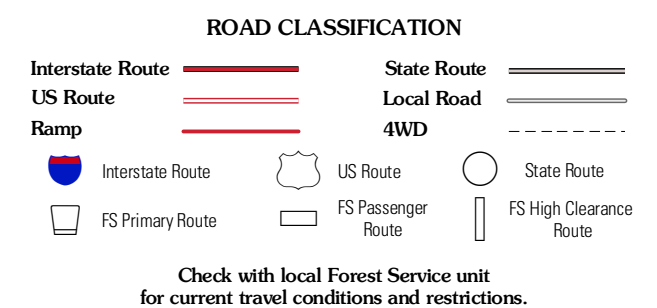 ROAD CLASSIFICATION
Interstate Route
State Route
US Route
Local Road
Ramp
4WD
Interstate Route
US Route
State Route
FS Primary Route
FS Passenger
Route
FS High Clearance
Route
Check with local Forest Service unit
for current travel conditions and restrictions.